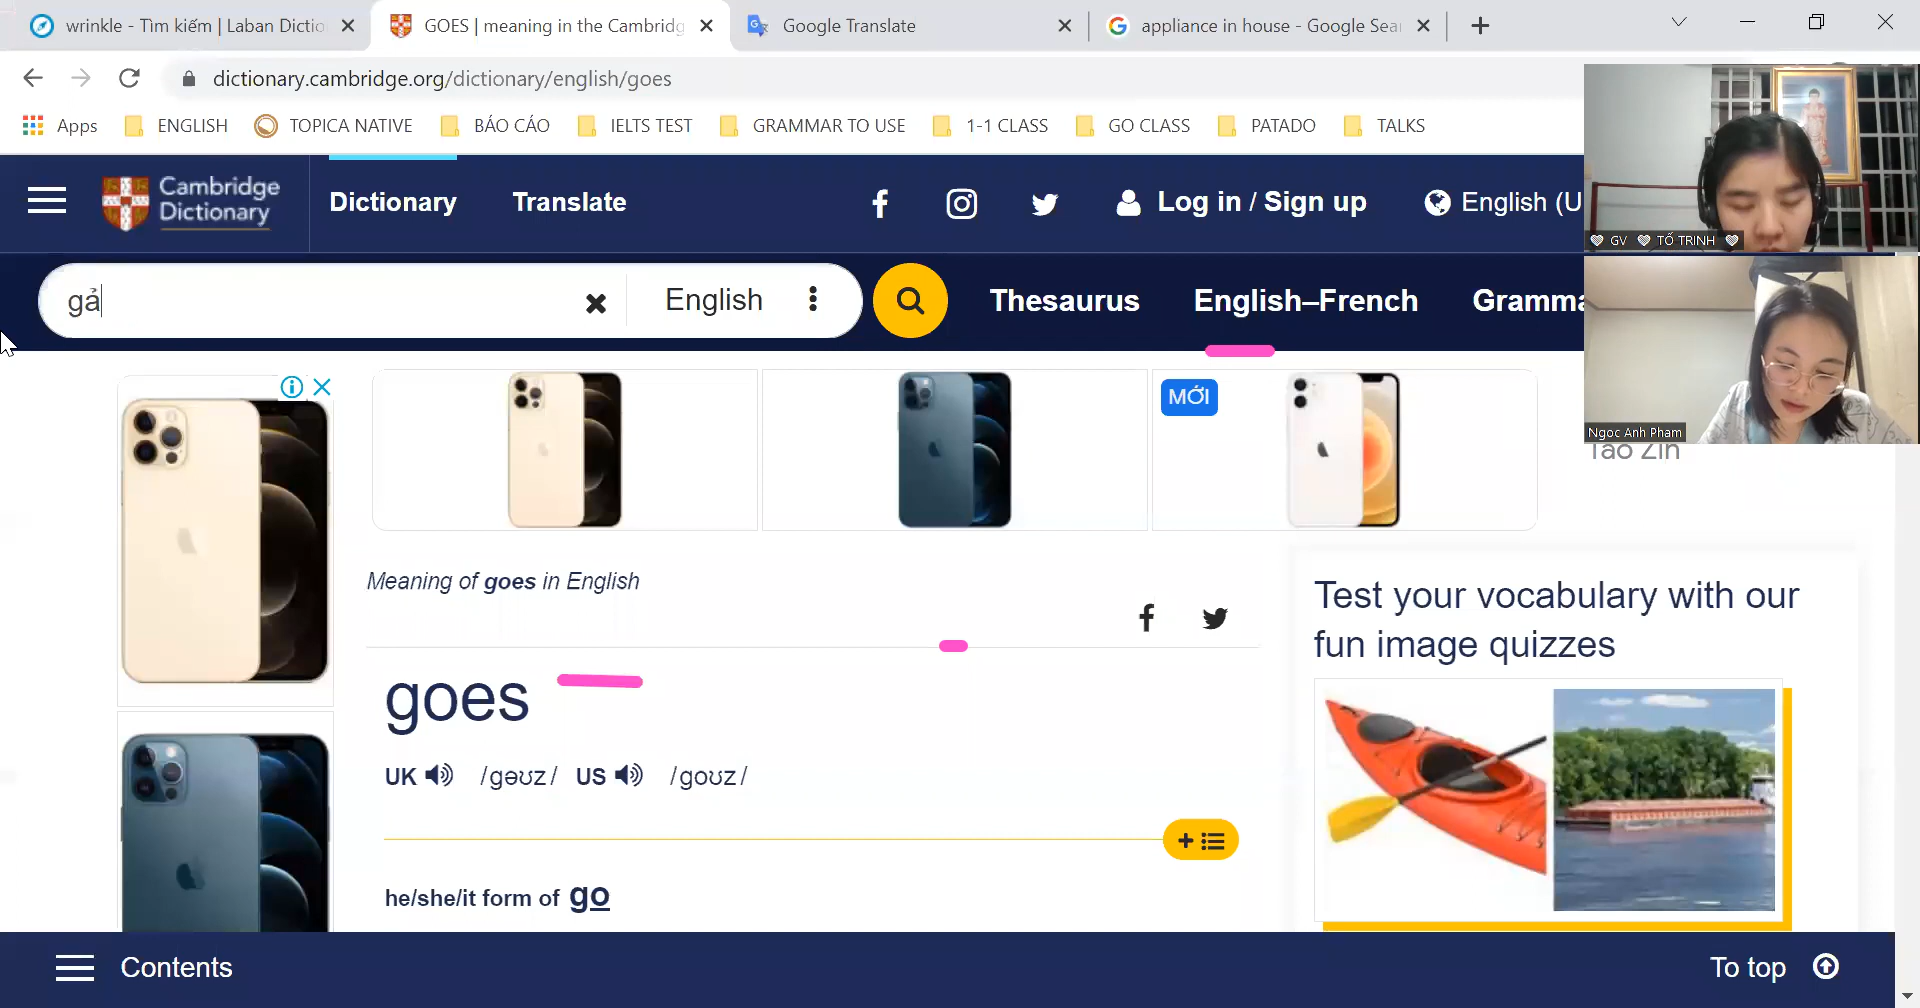 wrinkle - Tìm kiếm | Laban Dictio
GOES | meaning in the Cambridg
Google Translate
appliance in house - Google Sea
dictionary.cambridge.org/dictionary/english/goes
Apps
ENGLISH
TOPICA NATIVE
BÁO CÁO
IELTS TEST
GRAMMAR TO USE
1-1 CLASS
GO CLASS
PATADO
TALKS
Cambridge
Dictionary
Dictionary
Translate
Log in / Sign up
English (U
GV TỐ TRINH
gả
English
Thesaurus
English–French
Gramma
Ngoc Anh Pham
MỚI
Tao Zin
Meaning of goes in English
Test your vocabulary with our
fun image quizzes
goes
UK /ɡəʊz/ US /ɡoʊz/
he/she/it form of go
Contents
To top